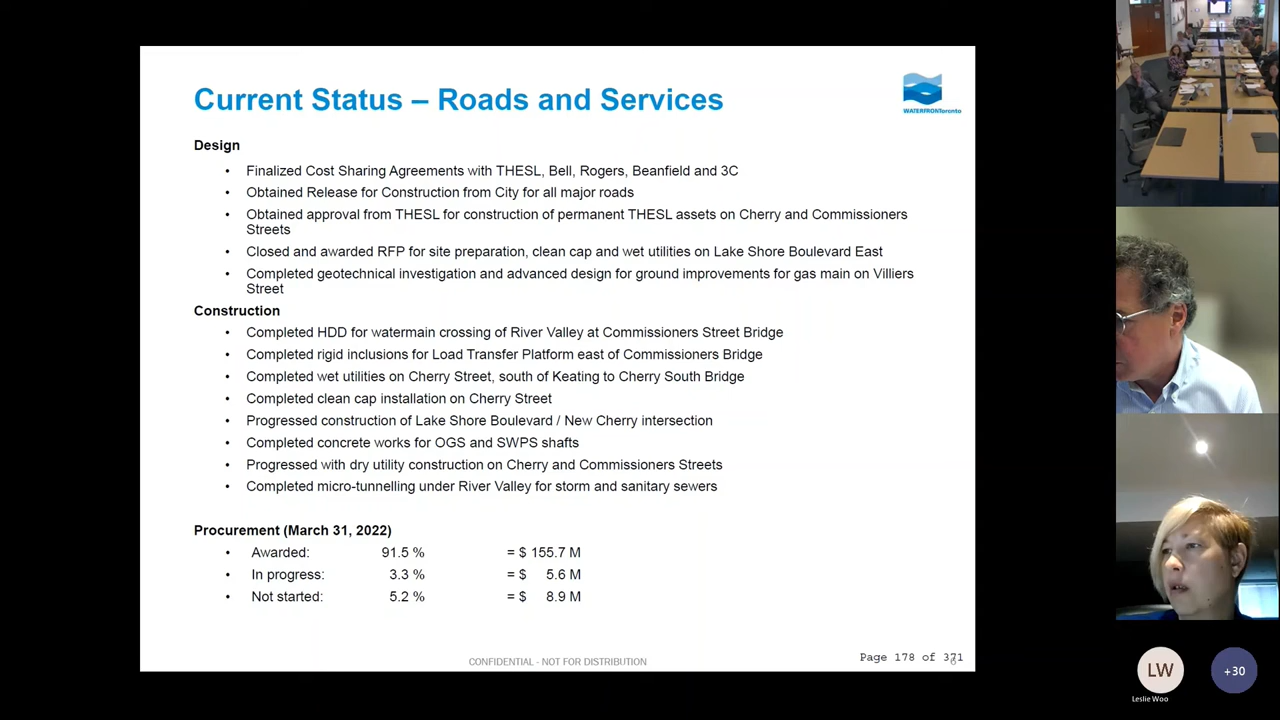 Current Status – Roads and Services
WATERFRONToronto
Design
• Finalized Cost Sharing Agreements with THESL, Bell, Rogers, Beanfield and 3C
• Obtained Release for Construction from City for all major roads
• Obtained approval from THESL for construction of permanent THESL assets on Cherry and Commissioners
Streets
• Closed and awarded RFP for site preparation, clean cap and wet utilities on Lake Shore Boulevard East
• Completed geotechnical investigation and advanced design for ground improvements for gas main on Villiers
Street
Construction
• Completed HDD for watermain crossing of River Valley at Commissioners Street Bridge
• Completed rigid inclusions for Load Transfer Platform east of Commissioners Bridge
• Completed wet utilities on Cherry Street, south of Keating to Cherry South Bridge
• Completed clean cap installation on Cherry Street
• Progressed construction of Lake Shore Boulevard / New Cherry intersection
• Completed concrete works for OGS and SWPS shafts
• Progressed with dry utility construction on Cherry and Commissioners Streets
• Completed micro-tunnelling under River Valley for storm and sanitary sewers
Procurement (March 31, 2022)
• Awarded: 91.5 % = $ 155.7 M
• In progress: 3.3 % = $ 5.6 M
• Not started: 5.2 % = $ 8.9 M
CONFIDENTIAL - NOT FOR DISTRIBUTION
Page 178 of 371
LW
Leslie Woo
+30